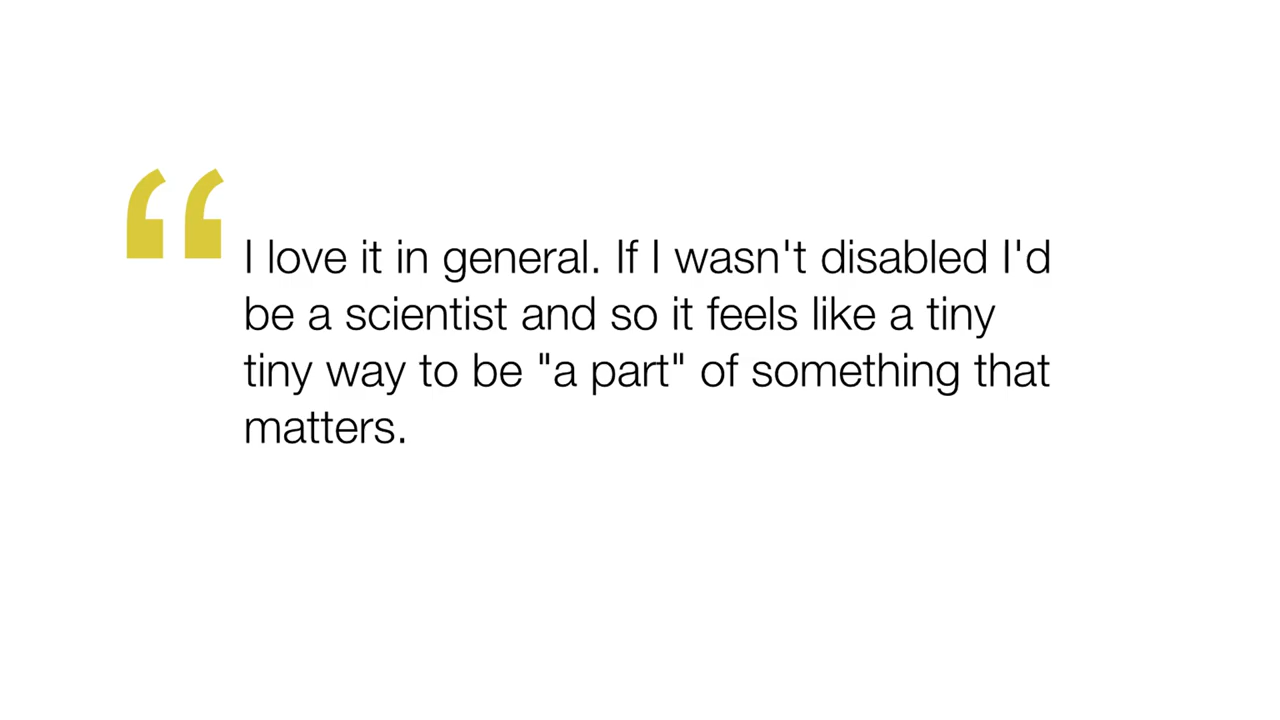 “
I love it in general. If I wasn't disabled I'd
be a scientist and so it feels like a tiny
tiny way to be "a part" of something that
matters.